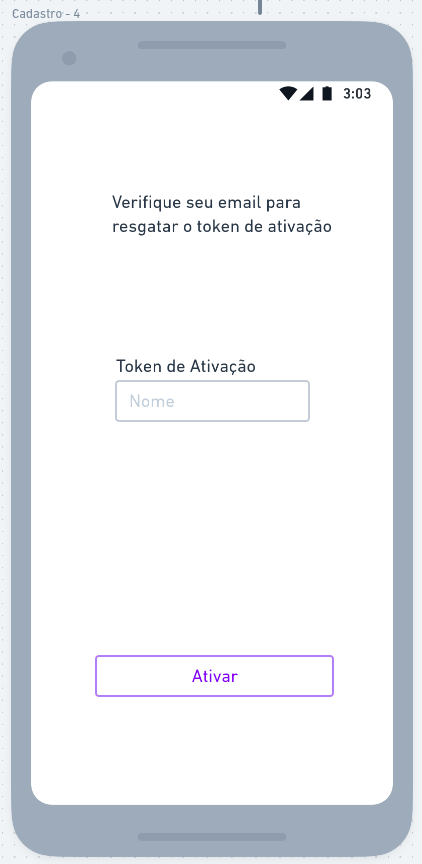 Cadastro - 4
3:03
Verifique seu email para
resgatar o token de ativação
Token de Ativação
Nome
Ativar